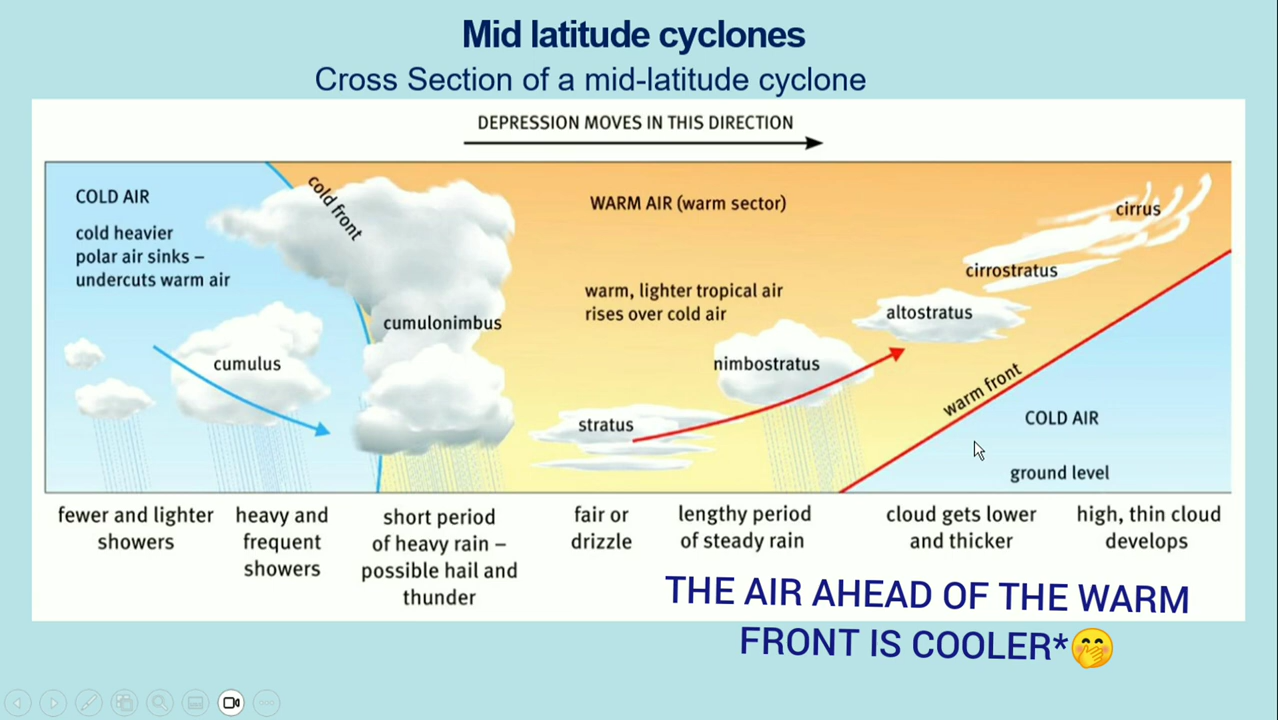 Mid latitude cyclones
Cross Section of a mid-latitude cyclone
DEPRESSION MOVES IN THIS DIRECTION
COLD AIR
cold heavier
polar air sinks –
undercuts warm air
cold front
WARM AIR (warm sector)
warm, lighter tropical air
rises over cold air
cirrus
cirrostratus
altostratus
cumulonimbus
cumulus
nimbostratus
stratus
warm front
COLD AIR
ground level
fewer and lighter
showers
heavy and
frequent
showers
short period
of heavy rain –
possible hail and
thunder
fair or
drizzle
lengthy period
of steady rain
cloud gets lower
and thicker
high, thin cloud
develops
THE AIR AHEAD OF THE WARM
FRONT IS COOLER*🤭